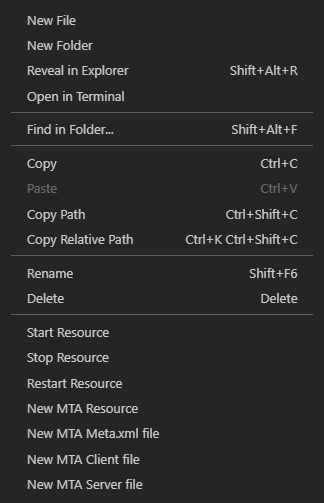 New File
New Folder
Reveal in Explorer Shift+Alt+R
Open in Terminal
Find in Folder... Shift+Alt+F
Copy Ctrl+C
Paste Ctrl+V
Copy Path Ctrl+Shift+C
Copy Relative Path Ctrl+K Ctrl+Shift+C
Rename Shift+F6
Delete Delete
Start Resource
Stop Resource
Restart Resource
New MTA Resource
New MTA Meta.xml file
New MTA Client file
New MTA Server file